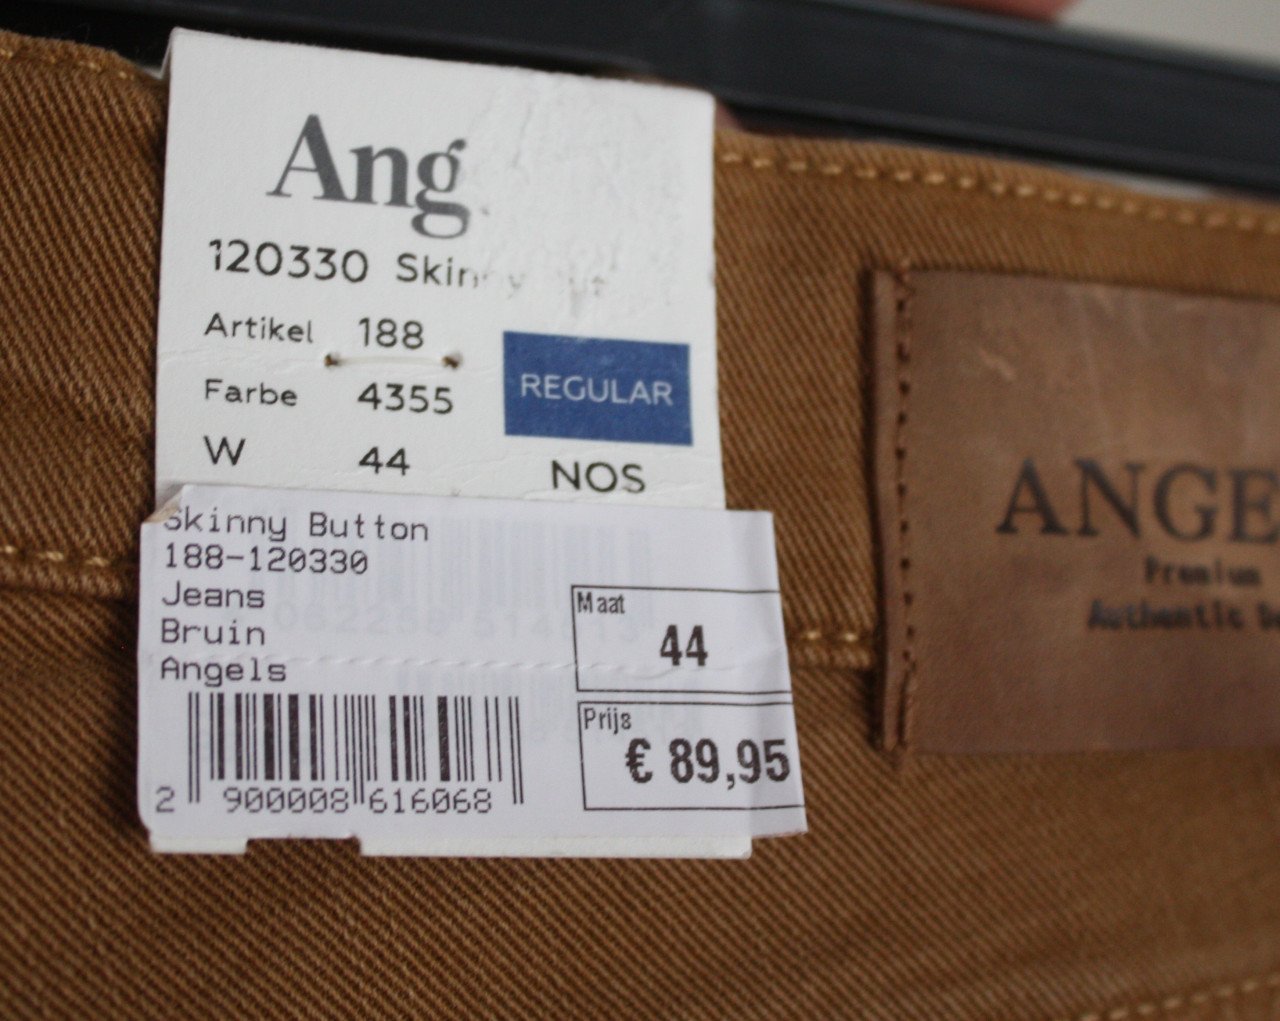 Ang
120330 Skinny
Artikel 188
Farbe 4355
REGULAR
W 44
NOS
Skinny Button
188-120330
Jeans
Bruin
Angels
Maat
44
Prijs
€ 89,95
2 900008 616068
ANGE
Premium
Authentic